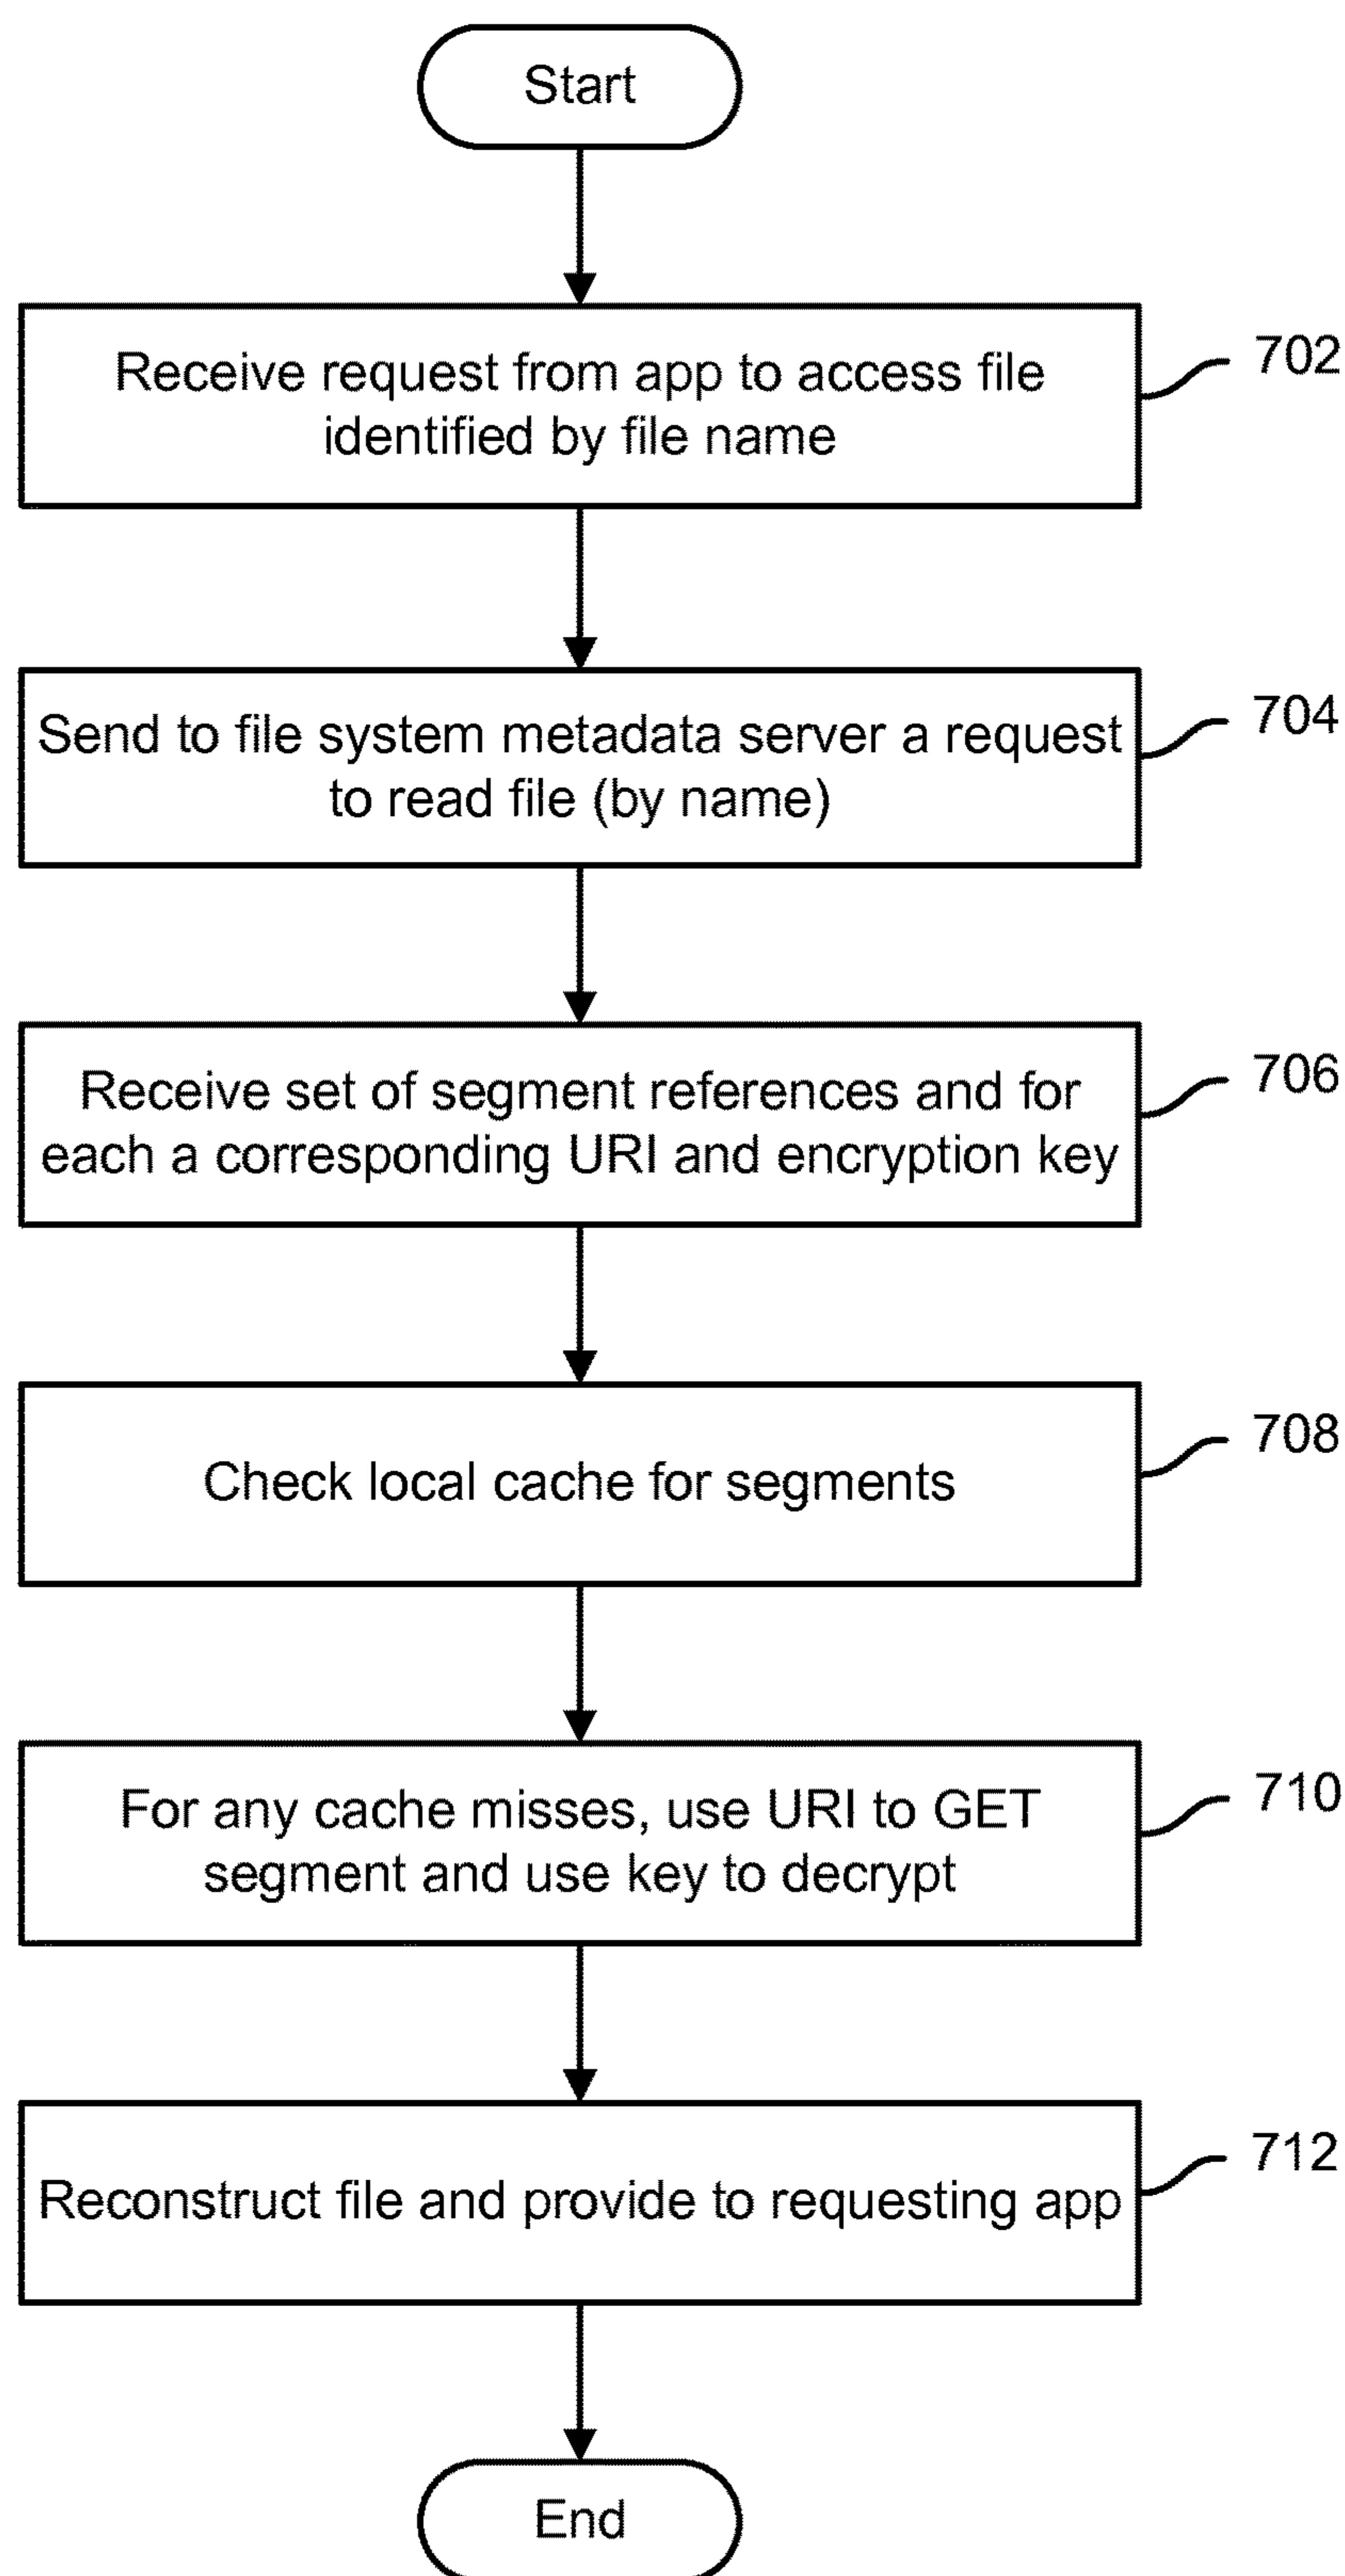 Start
Receive request from app to access file
identified by file name
702
Send to file system metadata server a request
to read file (by name)
704
Receive set of segment references and for
each a corresponding URI and encryption key
706
Check local cache for segments
708
For any cache misses, use URI to GET
segment and use key to decrypt
710
Reconstruct file and provide to requesting app
712
End